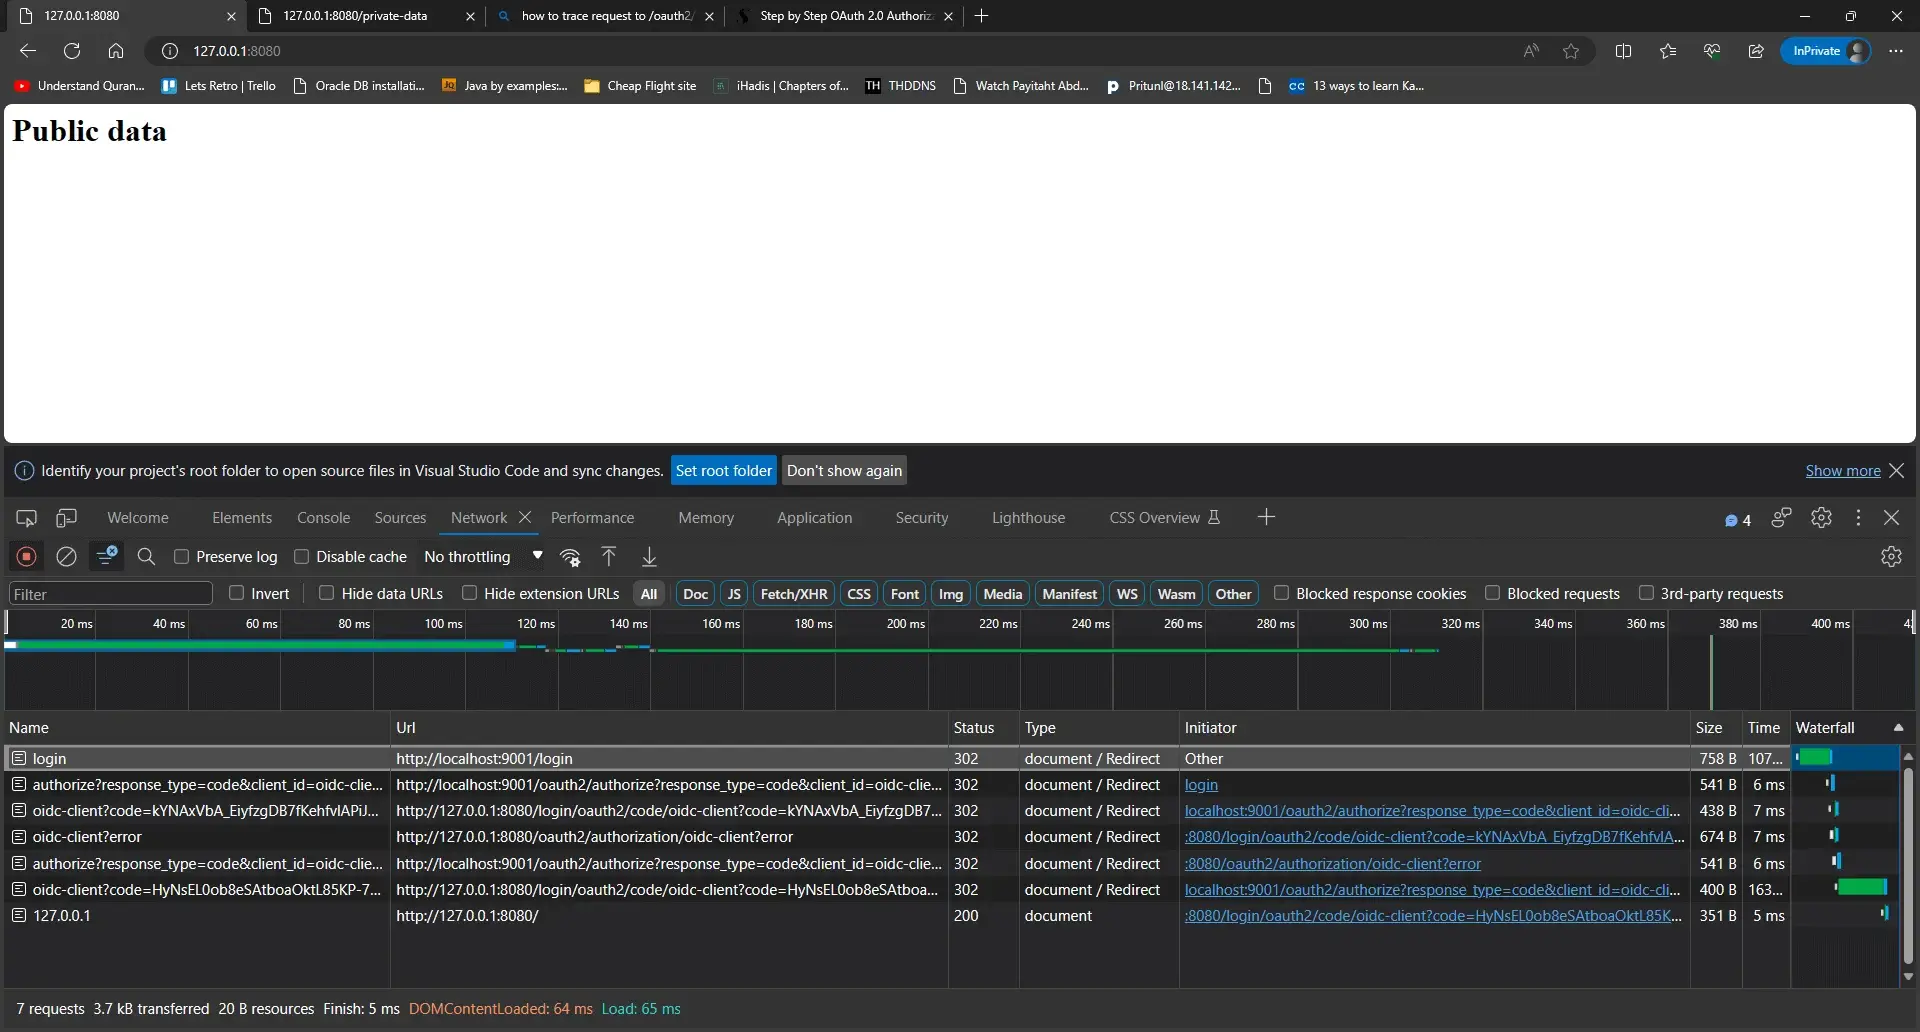 127.0.0.1:8080
127.0.0.1:8080/private-data
how to trace request to /oauth2/
Step by Step OAuth 2.0 Authoriz
127.0.0.1:8080
InPrivate
Understand Quran...
Lets Retro | Trello
Oracle DB installati...
Java by examples:...
Cheap Flight site
iHadis | Chapters of...
TH THDDNS
Watch Payitaht Abd...
Pritunl@18.141.142...
CC 13 ways to learn Ka...
Public data
Identify your project's root folder to open source files in Visual Studio Code and sync changes. Set root folder Don't show again Show more
Welcome Elements Console Sources Network Performance Memory Application Security Lighthouse CSS Overview 4
Preserve log Disable cache No throttling
Filter Invert Hide data URLs Hide extension URLs All Doc JS Fetch/XHR CSS Font Img Media Manifest WS Wasm Other Blocked response cookies Blocked requests 3rd-party requests
20 ms 40 ms 60 ms 80 ms 100 ms 120 ms 140 ms 160 ms 180 ms 200 ms 220 ms 240 ms 260 ms 280 ms 300 ms 320 ms 340 ms 360 ms 380 ms 400 ms
Name Url Status Type Initiator Size Time Waterfall
login http://localhost:9001/login 302 document / Redirect Other 758 B 107...
authorize?response_type=code&client_id=oidc-clie... http://localhost:9001/oauth2/authorize?response_type=code&client_id=oidc-clie... 302 document / Redirect login 541 B 6 ms
oidc-client?code=kYNAxVbA_EiyfzgDB7fKehfvIAPiJ... http://127.0.0.1:8080/login/oauth2/code/oidc-client?code=kYNAxVbA_EiyfzgDB7... 302 document / Redirect localhost:9001/oauth2/authorize?response_type=code&client_id=oidc-cli... 438 B 7 ms
oidc-client?error http://127.0.0.1:8080/oauth2/authorization/oidc-client?error 302 document / Redirect :8080/login/oauth2/code/oidc-client?code=kYNAxVbA_EiyfzgDB7fKehfvIA... 674 B 7 ms
authorize?response_type=code&client_id=oidc-clie... http://localhost:9001/oauth2/authorize?response_type=code&client_id=oidc-clie... 302 document / Redirect :8080/oauth2/authorization/oidc-client?error 541 B 6 ms
oidc-client?code=HyNsEL0ob8eSAtboaOktL85KP-7... http://127.0.0.1:8080/login/oauth2/code/oidc-client?code=HyNsEL0ob8eSAtboa... 302 document / Redirect localhost:9001/oauth2/authorize?response_type=code&client_id=oidc-cli... 400 B 163...
127.0.0.1 http://127.0.0.1:8080/ 200 document :8080/login/oauth2/code/oidc-client?code=HyNsEL0ob8eSAtboaOktL85K... 351 B 5 ms
7 requests 3.7 kB transferred 20 B resources Finish: 5 ms DOMContentLoaded: 64 ms Load: 65 ms